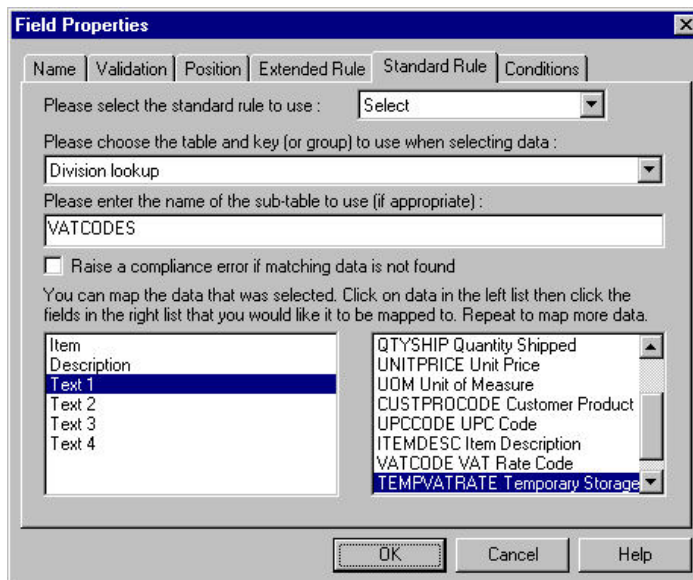 Field Properties
Name Validation Position Extended Rule Standard Rule Conditions
Please select the standard rule to use : Select
Please choose the table and key (or group) to use when selecting data :
Division lookup
Please enter the name of the sub-table to use (if appropriate) :
VATCODES
Raise a compliance error if matching data is not found
You can map the data that was selected. Click on data in the left list then click the
fields in the right list that you would like it to be mapped to. Repeat to map more data.
Item
Description
Text 1
Text 2
Text 3
Text 4
QTYSHIP Quantity Shipped
UNITPRICE Unit Price
UOM Unit of Measure
CUSTPROCODE Customer Product
UPCCODE UPC Code
ITEMDESC Item Description
VATCODE VAT Rate Code
TEMPVATRATE Temporary Storage
OK Cancel Help